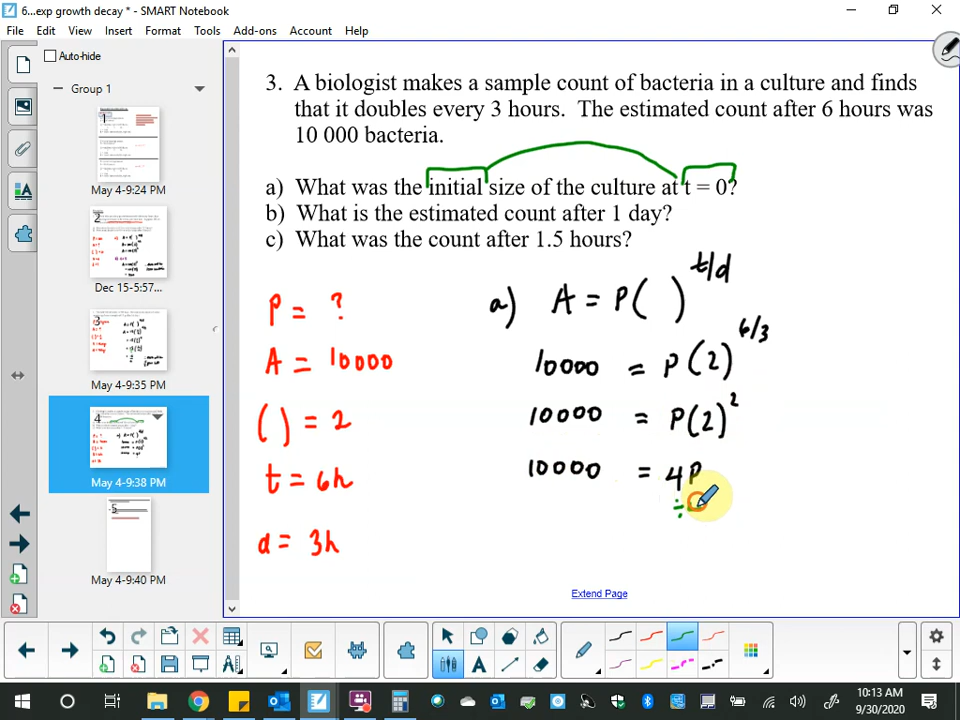 6...exp growth decay * - SMART Notebook
File Edit View Insert Format Tools Add-ons Account Help
Auto-hide
Group 1
1
May 4-9:24
2
Dec 15-5:57...
3
May 4-9:35
4
May 4-9:38
5
May 4-9:40
3. A biologist makes a sample count of bacteria in a culture and finds
that it doubles every 3 hours. The estimated count after 6 hours was
10 000 bacteria.
a) What was the initial size of the culture at t = 0?
b) What is the estimated count after 1 day?
c) What was the count after 1.5 hours?
P = ?
A = 10000
( ) = 2
t = 6h
d = 3h
a) A = P( )^t/d
10000 = P(2)^6/3
10000 = P(2)^2
10000 = 4P
÷
Extend Page
10:13 AM
9/30/2020